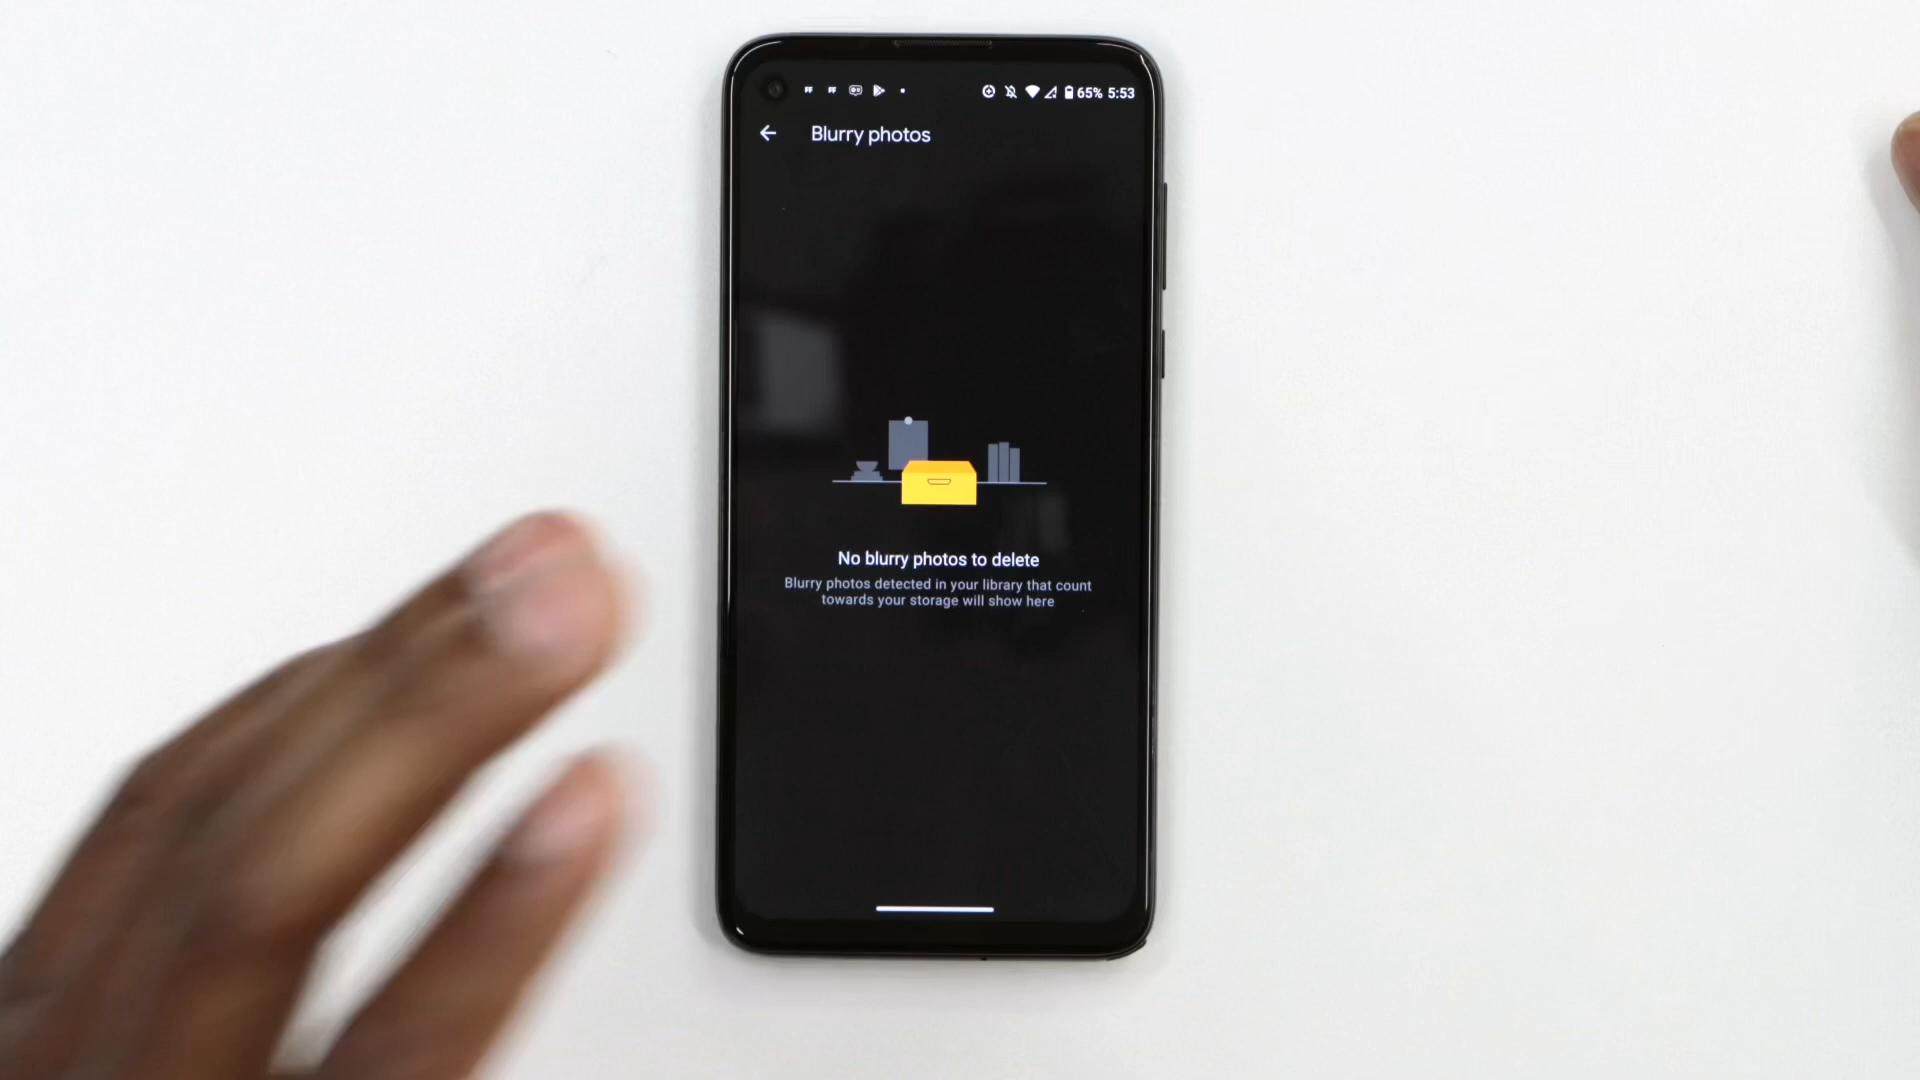 65% 5:53
Blurry photos
No blurry photos to delete
Blurry photos detected in your library that count
towards your storage will show here